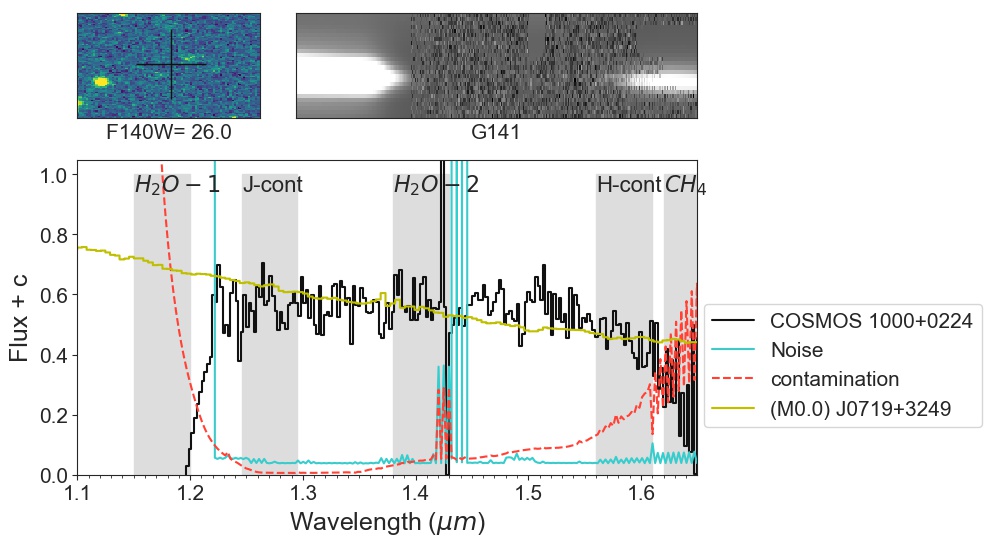 F140W= 26.0
G141
H₂O − 1
J-cont
H₂O − 2
H-cont
CH₄
1.0
0.8
0.6
0.4
0.2
0.0
Flux + c
1.1
1.2
1.3
1.4
1.5
1.6
Wavelength (μm)
COSMOS 1000+0224
Noise
contamination
(M0.0) J0719+3249